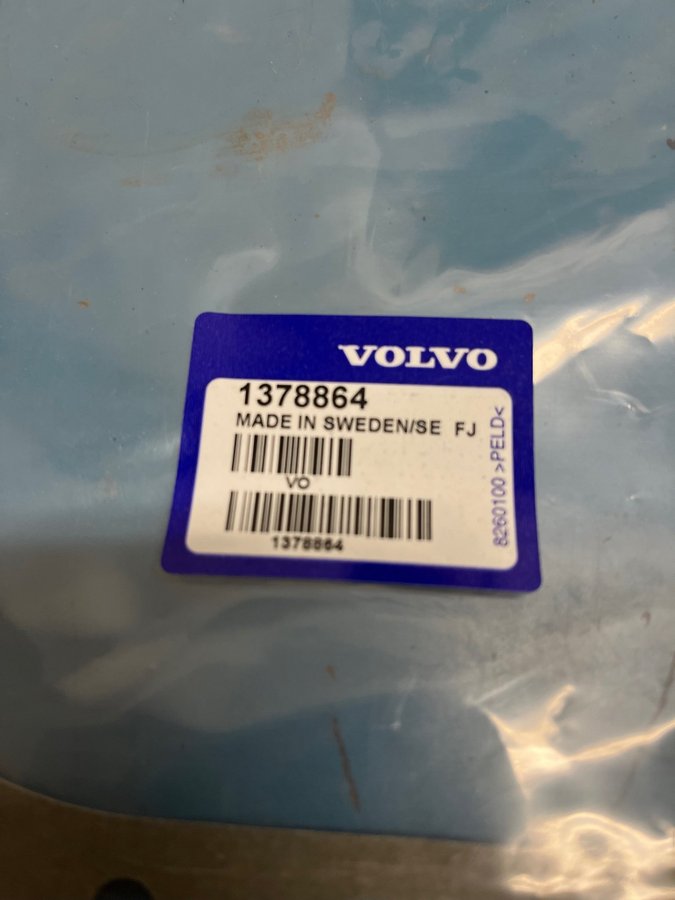 VOLVO
1378864
MADE IN SWEDEN/SE FJ
VO
1378864
8260100 >PELD<